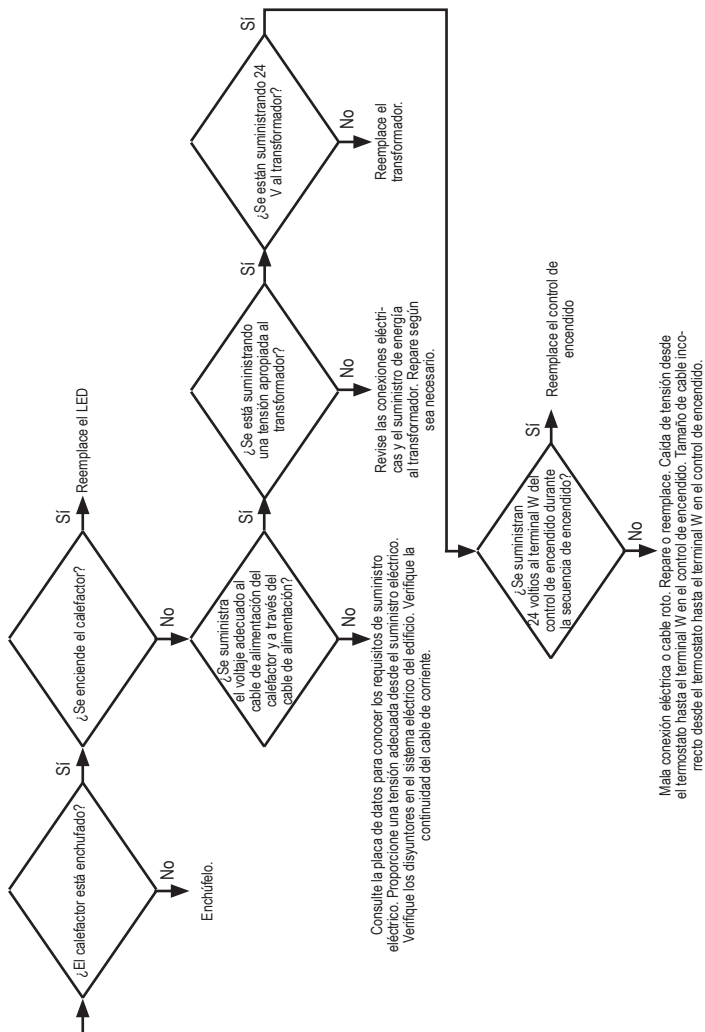 ¿El calefactor está enchufado?
Sí
No
Enchúfelo.
¿Se enciende el calefactor?
Sí
Reemplace el LED
No
¿Se suministra
el voltaje adecuado al
cable de alimentación del
calefactor y a través del
cable de alimentación?
Sí
No
Consulte la placa de datos para conocer los requisitos de suministro
eléctrico. Proporcione una tensión adecuada desde el suministro eléctrico.
Verifique los disyuntores en el sistema eléctrico del edificio. Verifique la
continuidad del cable de corriente.
¿Se está suministrando
una tensión apropiada al
transformador?
Sí
No
Revise las conexiones eléctri-
cas y el suministro de energía
al transformador. Repare según
sea necesario.
¿Se están suministrando 24
V al transformador?
Sí
No
Reemplace el
transformador.
¿Se suministran
24 voltios al terminal W del
control de encendido durante
la secuencia de encendido?
Sí
Reemplace el control de
encendido
No
Mala conexión eléctrica o cable roto. Repare o reemplace. Caída de tensión desde
el termostato hasta el terminal W en el control de encendido. Tamaño de cable inco-
rrecto desde el termostato hasta el terminal W en el control de encendido.